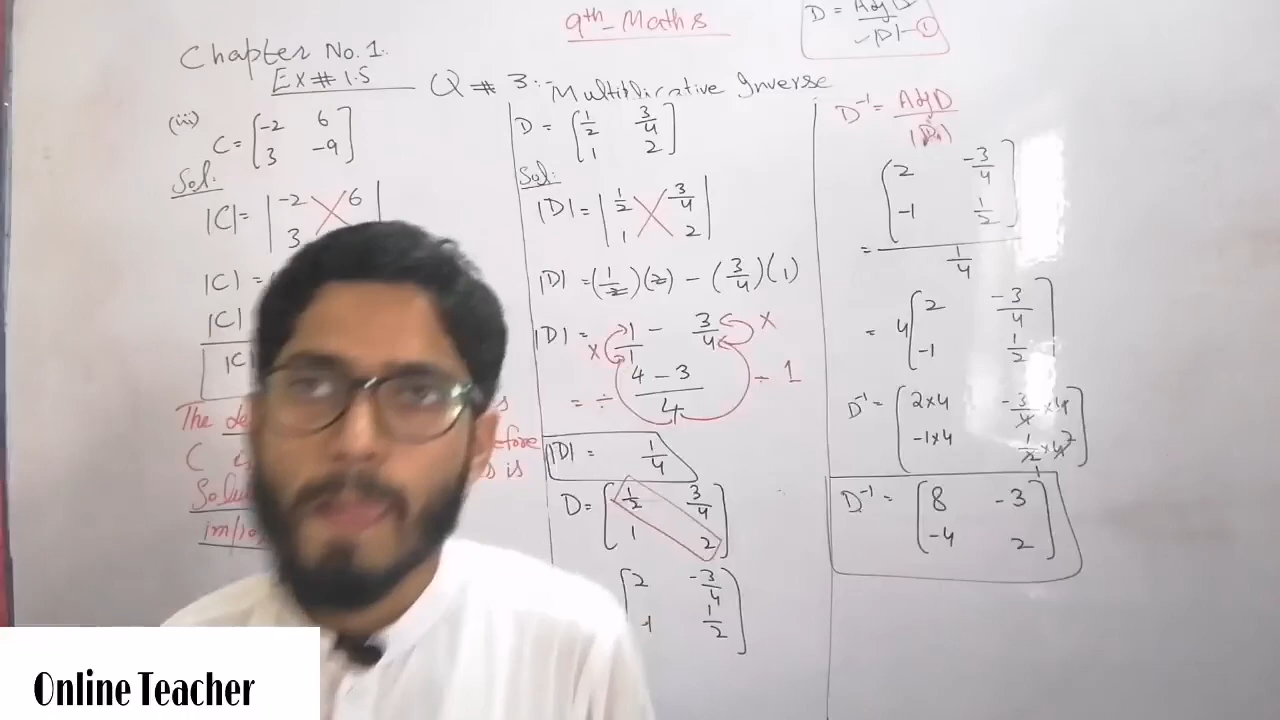 9th Maths
D = Adj D
|D| ①
Chapter No. 1.
Ex # 1.5
Q # 3: Multiplicative Inverse
(iii)
C = [-2 6
3 -9]
Sol:
|C| = |-2 6
3
|C| =
|C|
|C|
The de
C
Solu
D = [1/2 3/4
1 2]
Sol:
|D| = |1/2 3/4
1 2|
|D| = (1/2)(2) - (3/4)(1)
|D| = 1/1 - 3/4
× ×
= ÷ 4 - 3 ÷ 1
4
|D| = 1/4
D = [1/2 3/4
1 2]
[2 -3/4
1/2]
D⁻¹ = Adj D
|D|
= [2 -3/4
-1 1/2]
1/4
= 4[2 -3/4
-1 1/2]
D⁻¹ = [2×4 -3/4 ×4
-1×4 1/2 ×4 2]
1
D⁻¹ = [8 -3
-4 2]
Online Teacher